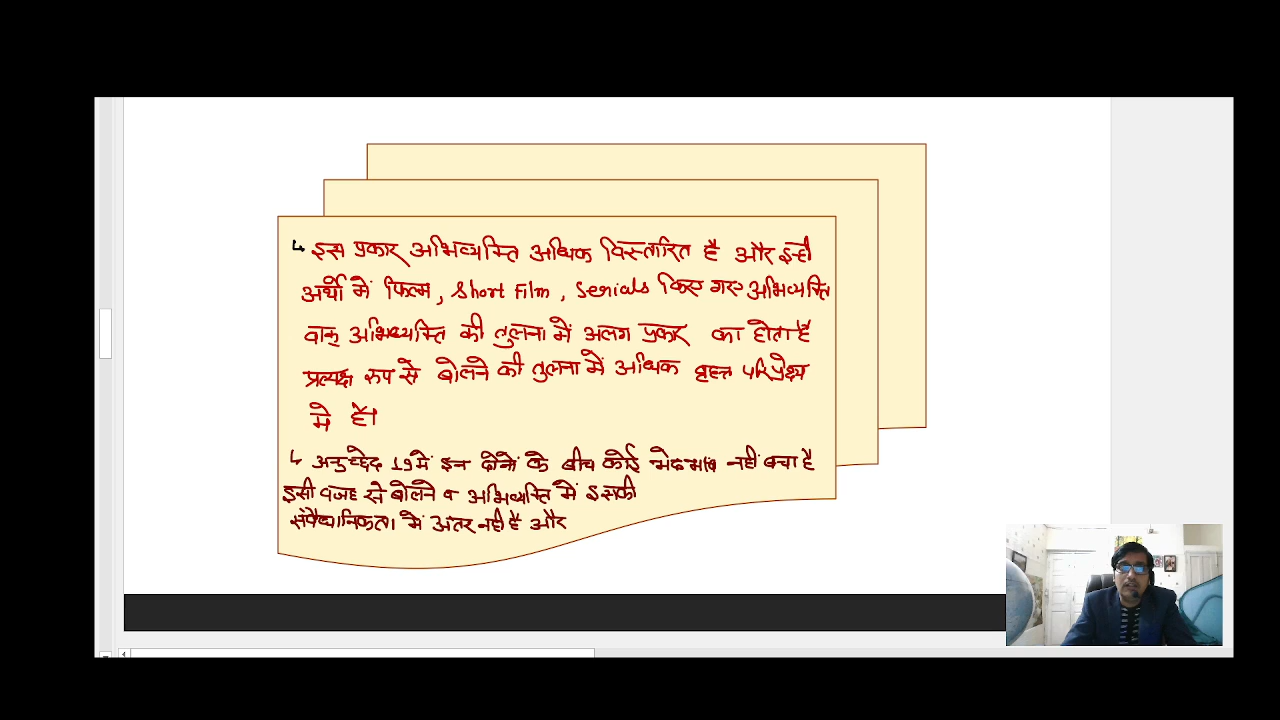 ↳ इस प्रकार अभिव्यक्ति अधिक विस्तारित है और इन्ही
अर्थो में फिल्म, Short Film, Serials किए गए अभिव्यक्ति
वाक् अभिव्यक्ति की तुलना में अलग प्रकार का होता है
प्रत्यक्ष रुप से बोलने की तुलना में अधिक वृहत्त परिप्रेक्ष्य
मे है।
↳ अनुच्छेद 19 में इन दोनो के बीच कोई भेदभाव नहीं बचा है
इसी वजह से बोलने व अभिव्यक्ति में इसकी
संवैधानिकता में अंतर नही है और